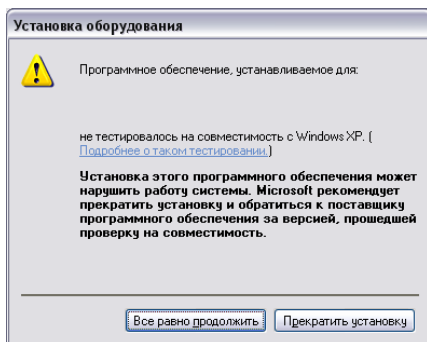 Установка оборудования
Программное обеспечение, устанавливаемое для:
не тестировалось на совместимость с Windows XP. (
Подробнее о таком тестировании.)
Установка этого программного обеспечения может
нарушить работу системы. Microsoft рекомендует
прекратить установку и обратиться к поставщику
программного обеспечения за версией, прошедшей
проверку на совместимость.
Все равно продолжить
Прекратить установку